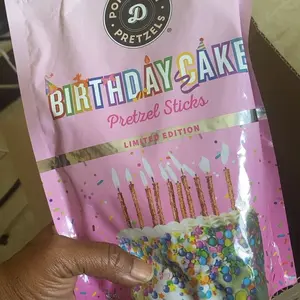 D
PRETZELS
BIRTHDAY CAKE
Pretzel Sticks
LIMITED EDITION